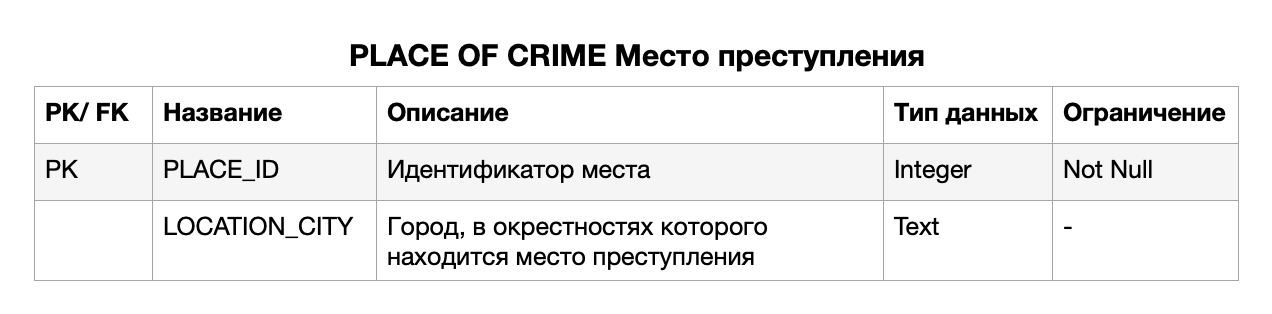 PLACE OF CRIME Место преступления
PK/ FK Название Описание Тип данных Ограничение
PK PLACE_ID Идентификатор места Integer Not Null
LOCATION_CITY Город, в окрестностях которого Text -
находится место преступления